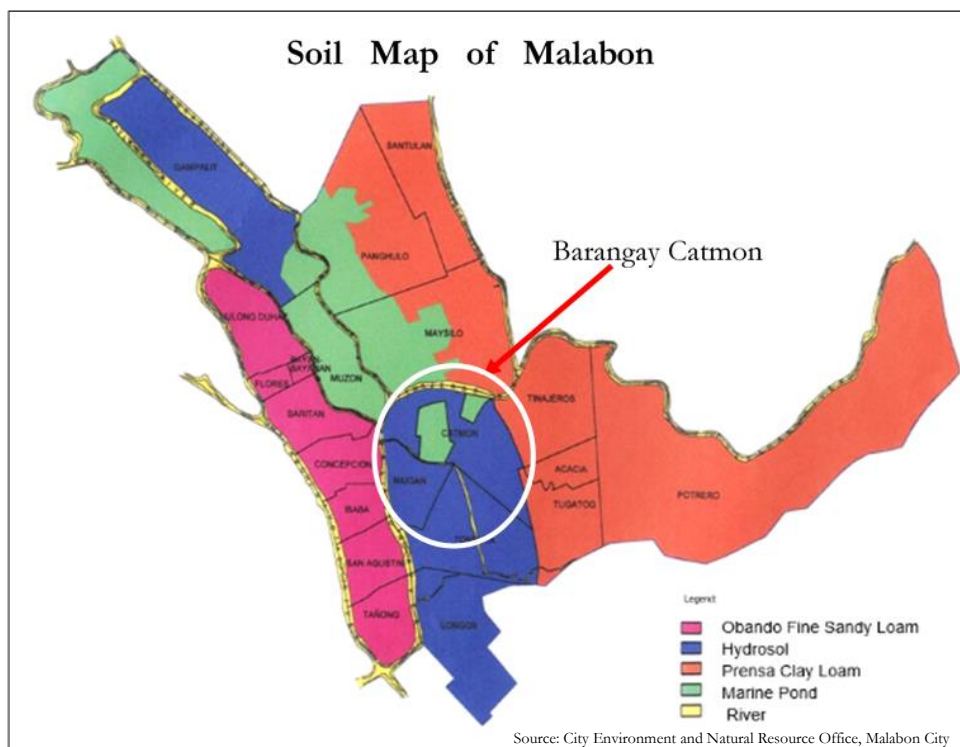 Soil Map of Malabon
SANTULAN
DAMPALIT
Barangay Catmon
PANGHULO
MAYSILO
MUZON
FLORES
BARITAN
TINAJEROS
CATMON
CONCEPCION
ACACIA
NIUGAN
POTRERO
TUGATOG
IBABA
SAN AGUSTIN
TAÑONG
LONGOS
Legend:
Obando Fine Sandy Loam
Hydrosol
Prensa Clay Loam
Marine Pond
River
Source: City Environment and Natural Resource Office, Malabon City